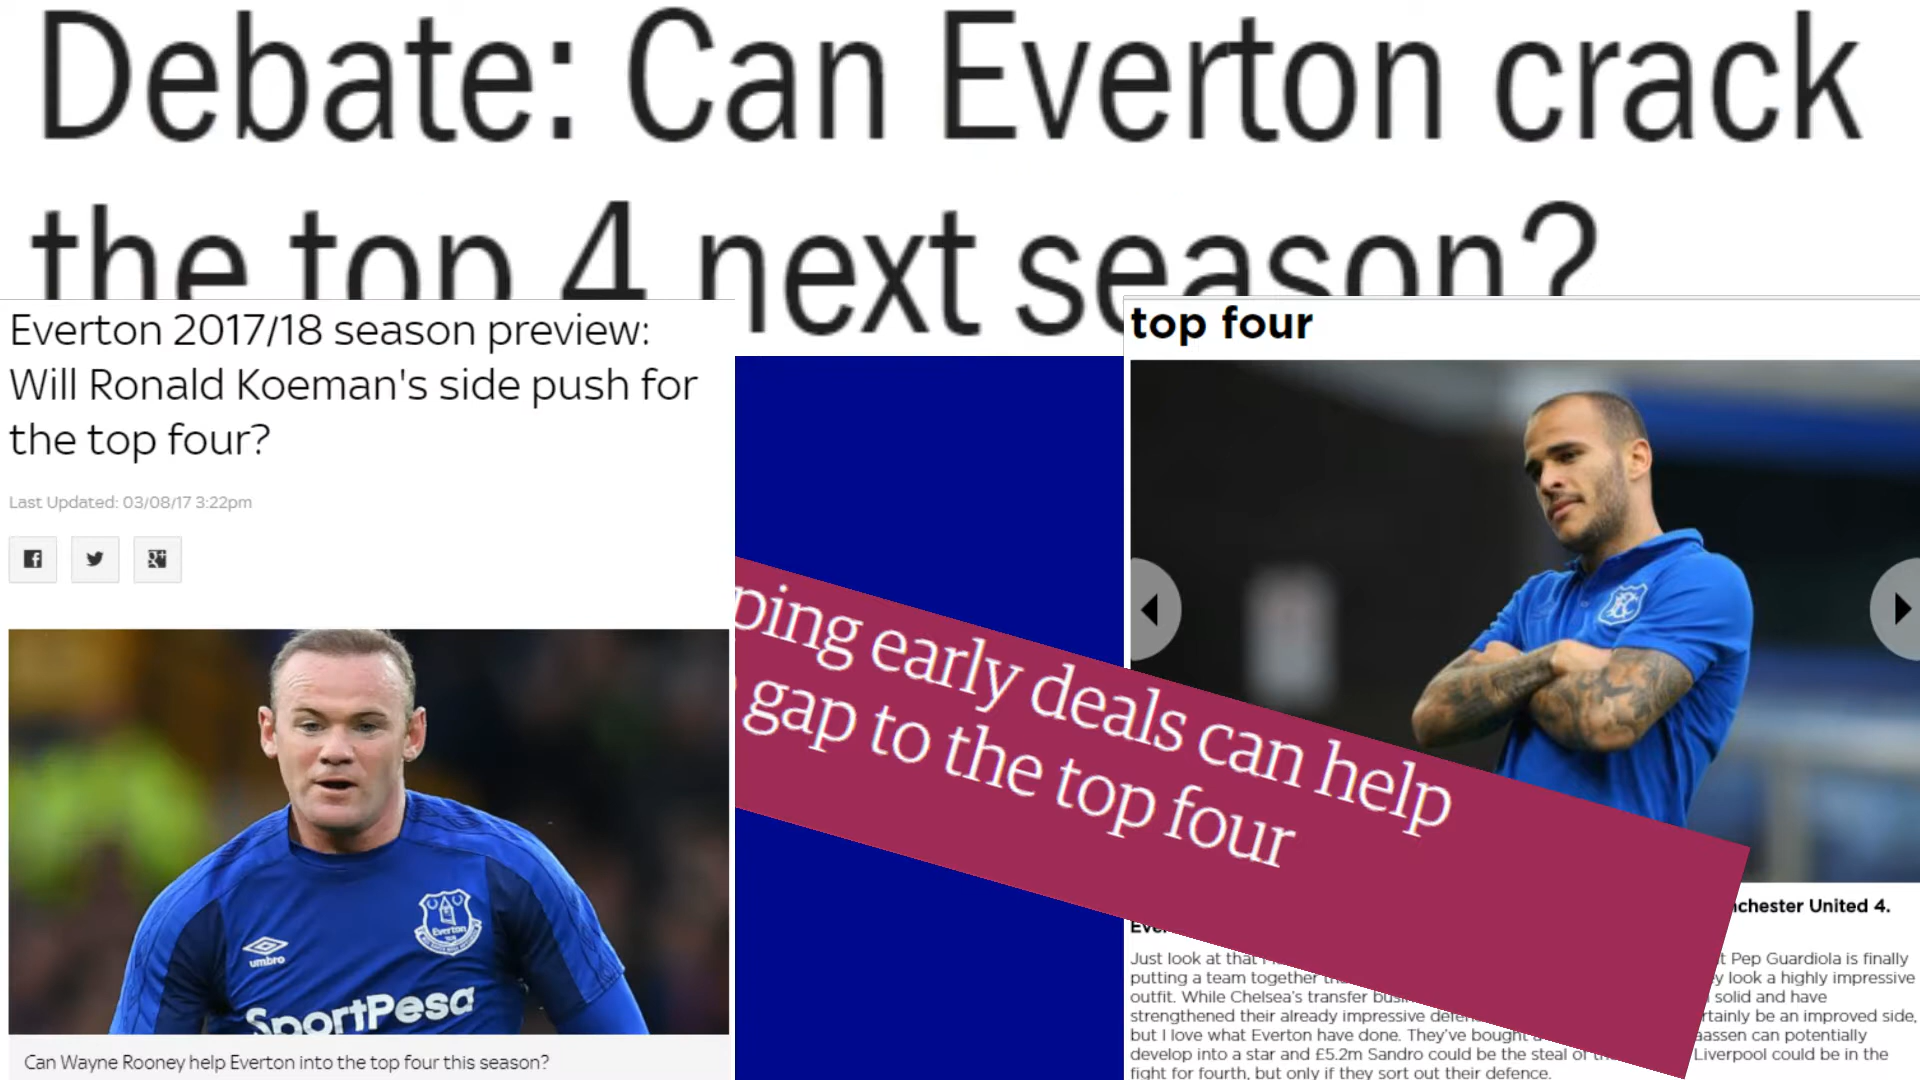 Debate: Can Everton crack
the top 4 next season?
Everton 2017/18 season preview:
Will Ronald Koeman's side push for
the top four?
Last Updated: 03/08/17 3:22pm
Everton
umbro
SportPesa
Can Wayne Rooney help Everton into the top four this season?
early deals can help
gap to the top four
top four
United 4.
Just look at that Pep Guardiola is finally
putting a team together look a highly impressive
outfit. While Chelsea's transfer solid and have
strengthened their already impressive be an improved side,
but I love what Everton have done. They've bought can potentially
develop into a star and £5.2m Sandro could be the steal of Liverpool could be in the
fight for fourth, but only if they sort out their defence.